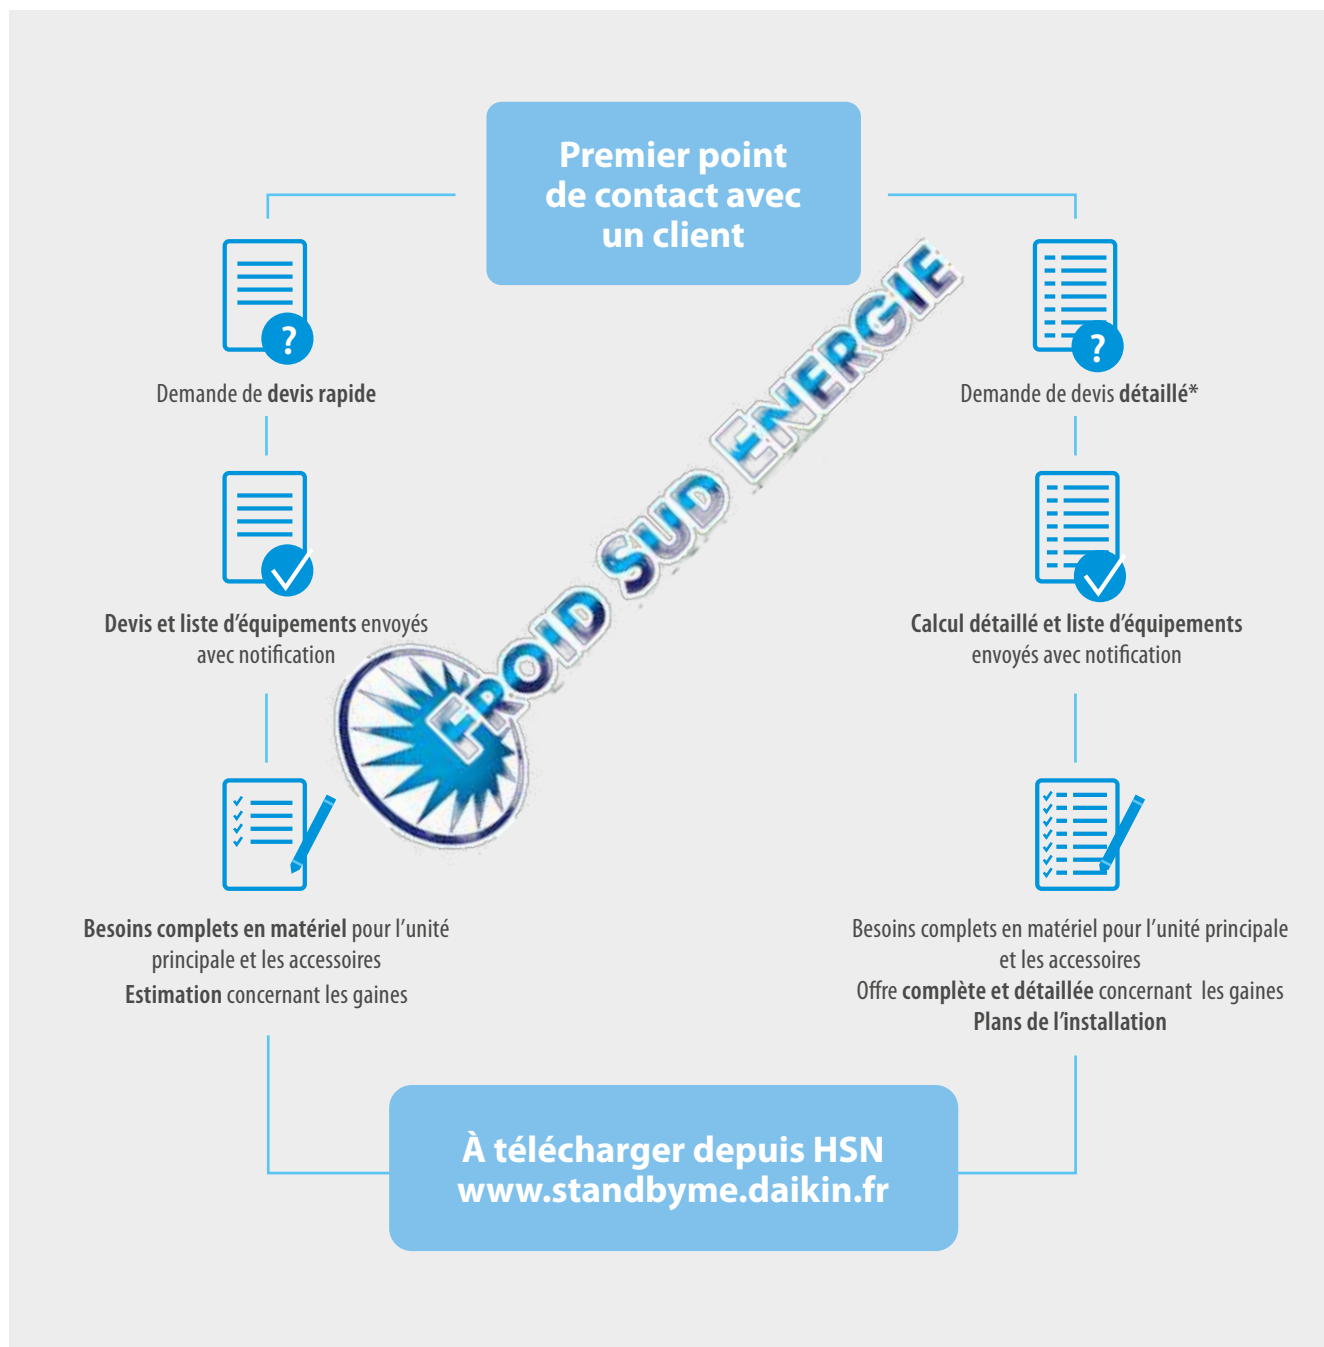 Premier point
de contact avec
un client
?
Demande de devis rapide
Devis et liste d’équipements envoyés
avec notification
Besoins complets en matériel pour l’unité
principale et les accessoires
Estimation concernant les gaines
?
Demande de devis détaillé*
Calcul détaillé et liste d’équipements
envoyés avec notification
Besoins complets en matériel pour l’unité principale
et les accessoires
Offre complète et détaillée concernant les gaines
Plans de l’installation
FROID SUD ENERGIE
À télécharger depuis HSN
www.standbyme.daikin.fr